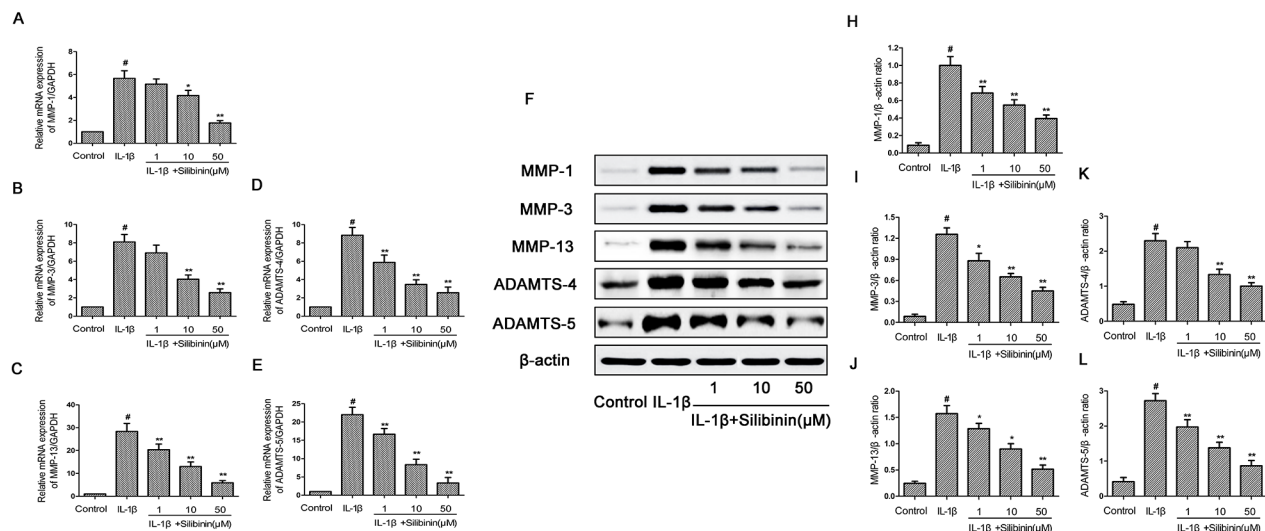 A
Relative mRNA expression
of MMP-1/GAPDH
8
6
4
2
0
#
*
**
Control IL-1β 1 10 50
IL-1β +Silibinin(μM)
B
Relative mRNA expression
of MMP-3/GAPDH
10
8
6
4
2
0
#
**
**
Control IL-1β 1 10 50
IL-1β +Silibinin(μM)
C
Relative mRNA expression
of MMP-13/GAPDH
40
30
20
10
0
#
**
**
**
Control IL-1β 1 10 50
IL-1β +Silibinin(μM)
D
Relative mRNA expression
of ADAMTS-4/GAPDH
10
8
6
4
2
0
#
**
**
**
Control IL-1β 1 10 50
IL-1β +Silibinin(μM)
E
Relative mRNA expression
of ADAMTS-5/GAPDH
25
20
15
10
5
0
#
**
**
**
Control IL-1β 1 10 50
IL-1β +Silibinin(μM)
F
MMP-1
MMP-3
MMP-13
ADAMTS-4
ADAMTS-5
β-actin
Control IL-1β 1 10 50
IL-1β+Silibinin(μM)
H
MMP-1/β -actin ratio
1.2
1.0
0.8
0.6
0.4
0.2
0.0
#
**
**
**
Control IL-1β 1 10 50
IL-1β +Silibinin(μM)
I
MMP-3/β -actin ratio
1.5
1.2
0.9
0.6
0.3
0.0
#
*
**
**
Control IL-1β 1 10 50
IL-1β +Silibinin(μM)
J
MMP-13/β -actin ratio
2.0
1.5
1.0
0.5
0.0
#
*
*
**
Control IL-1β 1 10 50
IL-1β +Silibinin(μM)
K
ADAMTS-4/β -actin ratio
4
3
2
1
0
#
**
**
Control IL-1β 1 10 50
IL-1β +Silibinin(μM)
L
ADAMTS-5/β -actin ratio
3
2
1
0
#
**
**
**
Control IL-1β 1 10 50
IL-1β +Silibinin(μM)